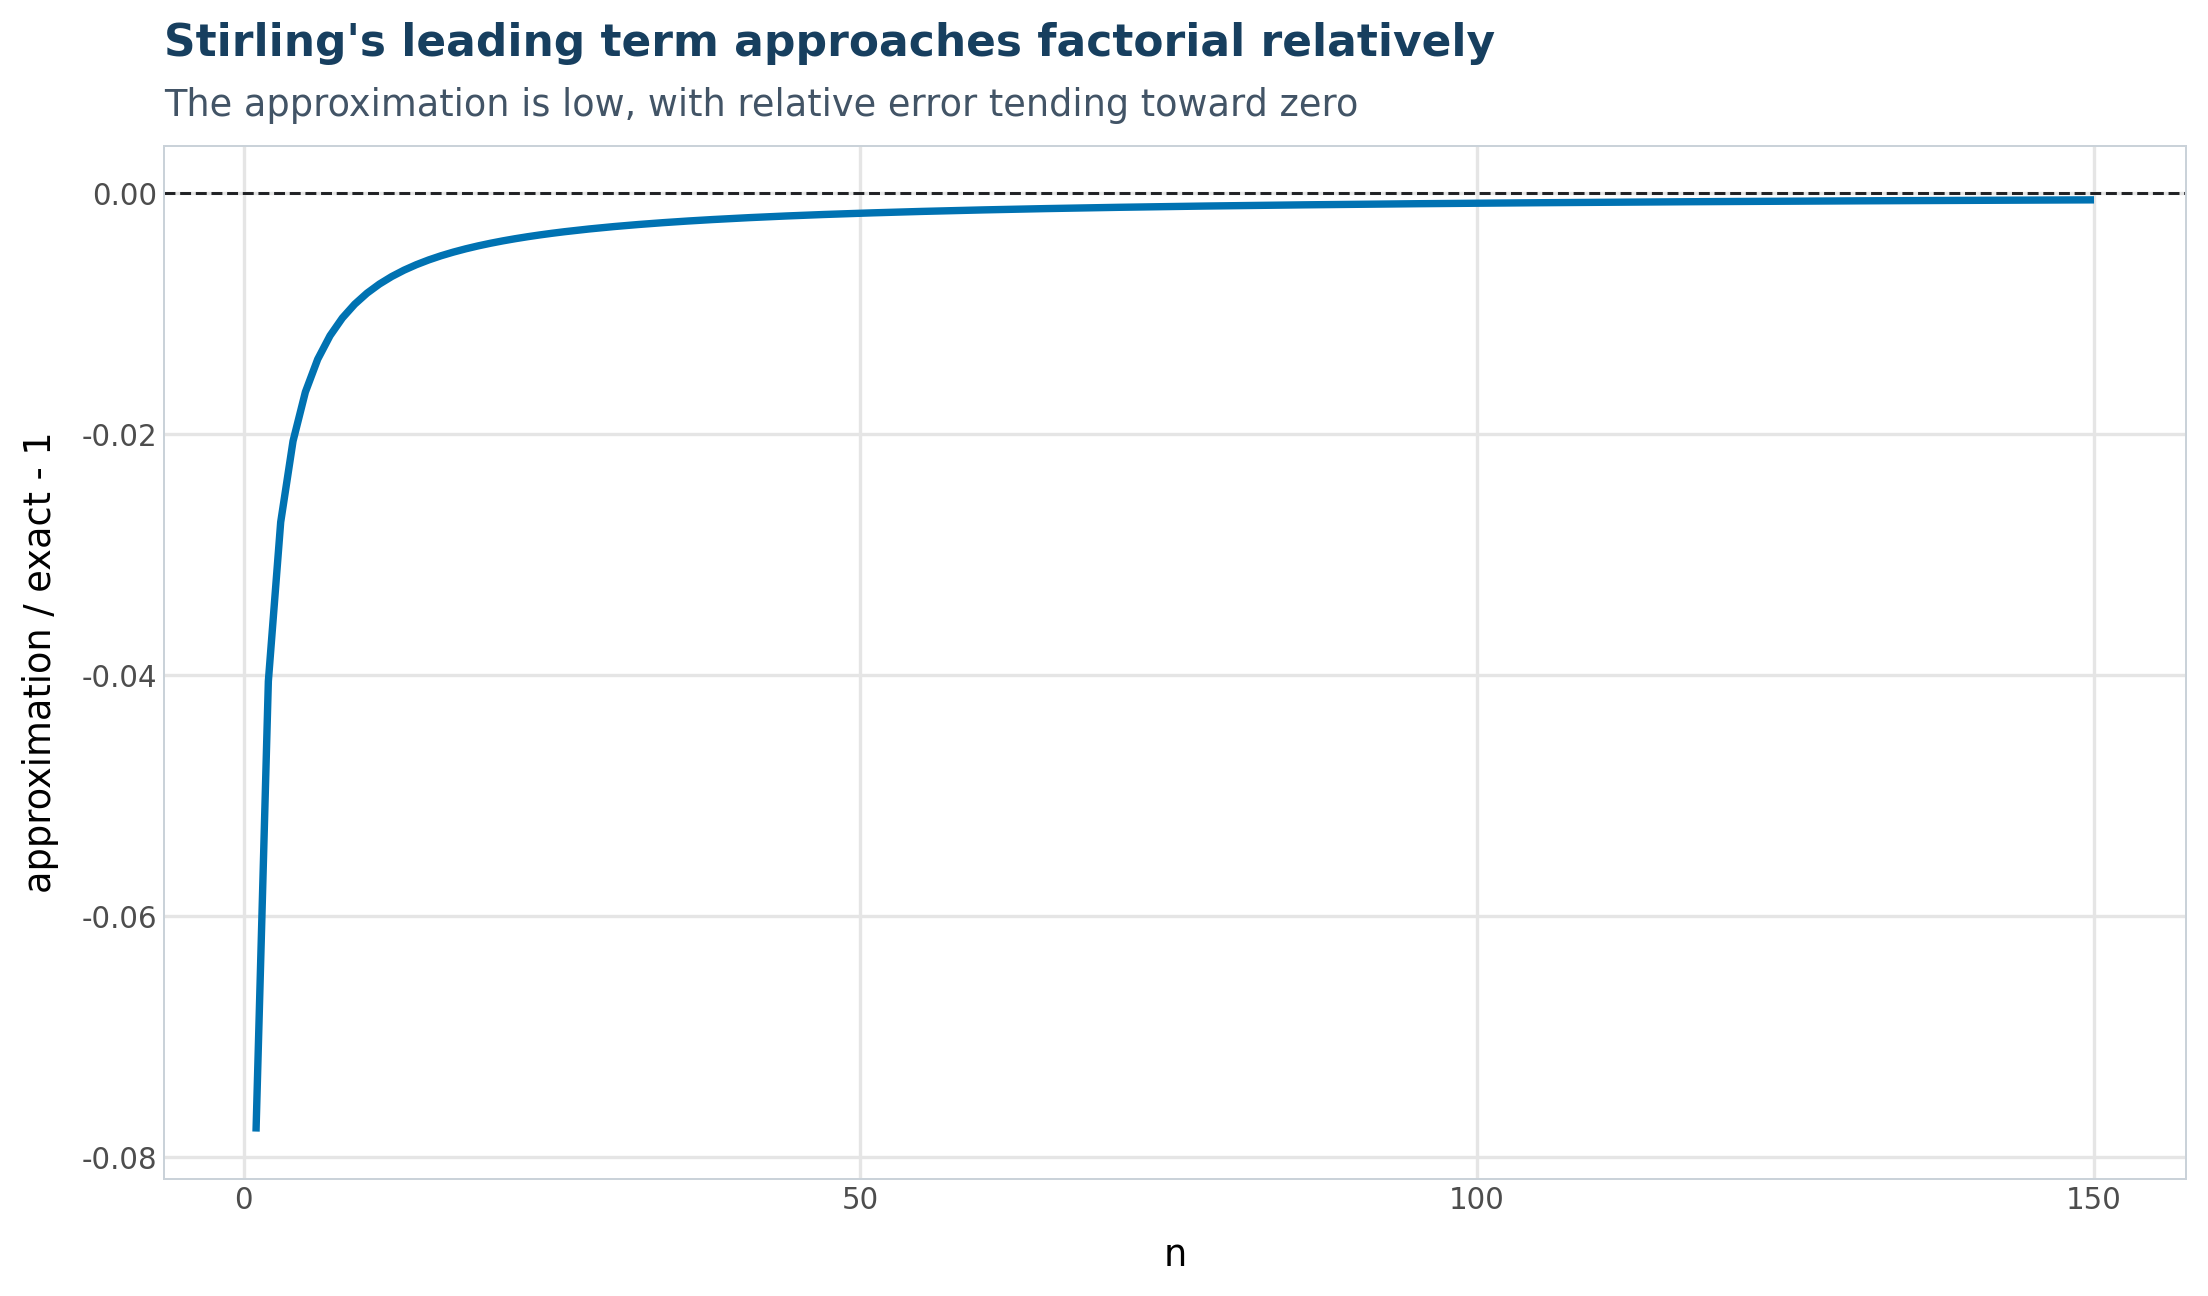 Stirling's leading term approaches factorial relatively
The approximation is low, with relative error tending toward zero
approximation / exact - 1
0.00
-0.02
-0.04
-0.06
-0.08
0
50
100
150
n